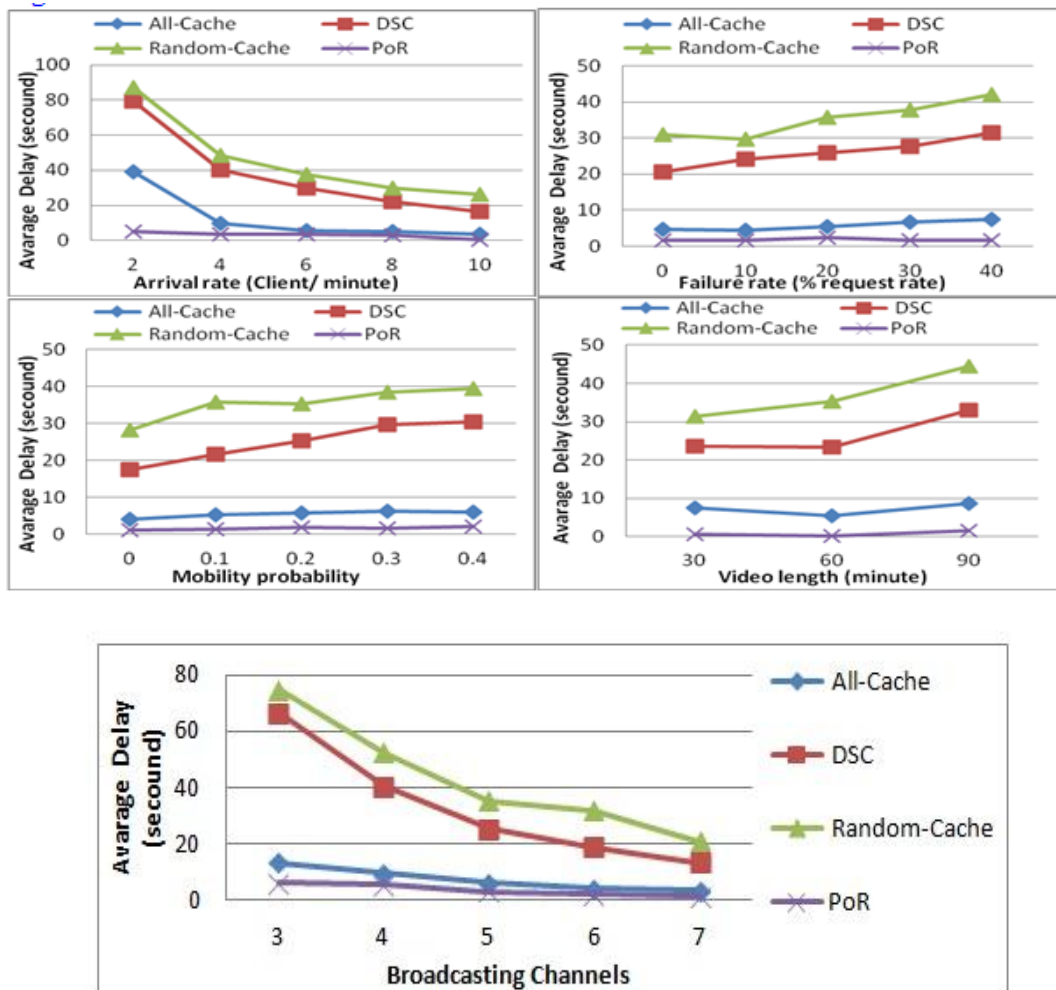 All-Cache DSC
Random-Cache PoR
Avarage Delay (secound)
100
80
60
40
20
0
2 4 6 8 10
Arrival rate (Client/ minute)
All-Cache DSC
Random-Cache PoR
Avarage Delay (secound)
50
40
30
20
10
0
0 10 20 30 40
Failure rate (% request rate)
All-Cache DSC
Random-Cache PoR
Avarage Delay (secound)
50
40
30
20
10
0
0 0.1 0.2 0.3 0.4
Mobility probability
All-Cache DSC
Random-Cache PoR
Avarage Delay (secound)
50
40
30
20
10
0
30 60 90
Video length (minute)
Avarage Delay
(secound)
80
60
40
20
0
3 4 5 6 7
Broadcasting Channels
All-Cache
DSC
Random-Cache
PoR